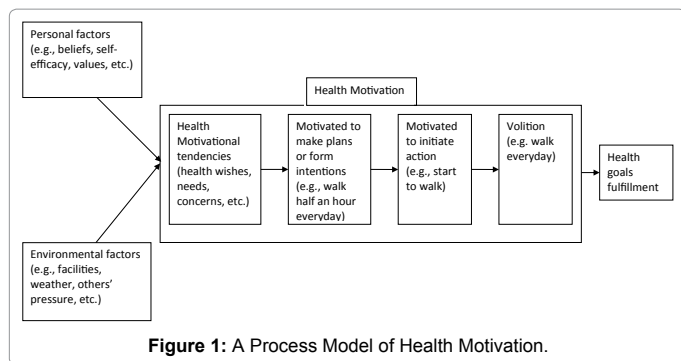 Personal factors
(e.g., beliefs, self-
efficacy, values, etc.)
Health Motivation
Health
Motivational
tendencies
(health wishes,
needs,
concerns, etc.)
Motivated to
make plans
or form
intentions
(e.g., walk
half an hour
everyday)
Motivated
to initiate
action
(e.g., start
to walk)
Volition
(e.g. walk
everyday)
Health
goals
fulfillment
Environmental factors
(e.g., facilities,
weather, others'
pressure, etc.)
Figure 1: A Process Model of Health Motivation.